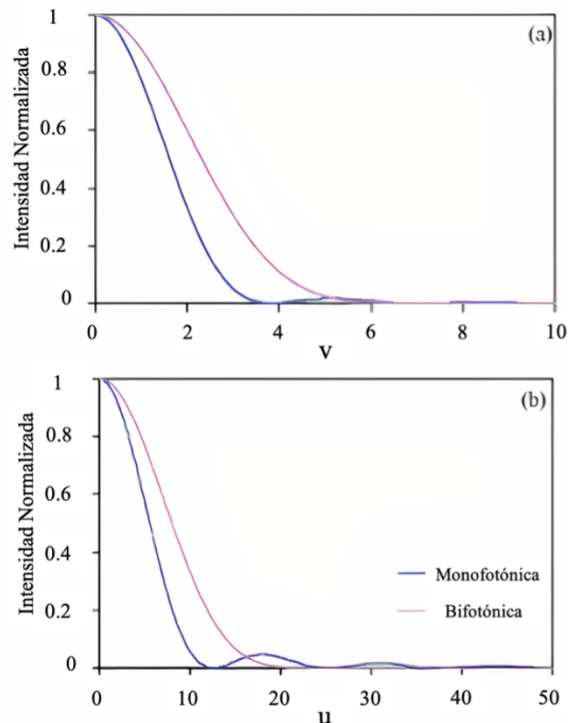 1
(a)
0.8
0.6
0.4
0.2
0
Intensidad Normalizada
0 2 4 6 8 10
v
1
(b)
0.8
0.6
0.4
0.2
0
Intensidad Normalizada
Monofotónica
Bifotónica
0 10 20 30 40 50
u